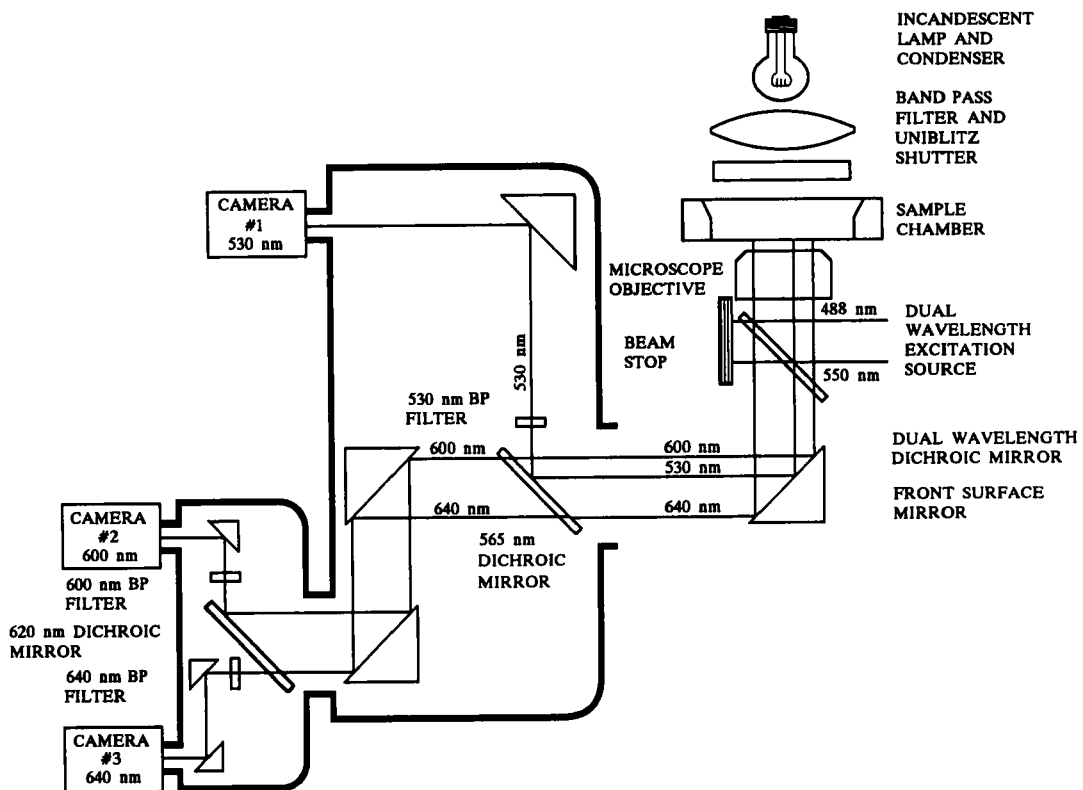 INCANDESCENT
LAMP AND
CONDENSER
BAND PASS
FILTER AND
UNIBLITZ
SHUTTER
CAMERA
#1
530 nm
SAMPLE
CHAMBER
MICROSCOPE
OBJECTIVE
488 nm
DUAL
WAVELENGTH
EXCITATION
SOURCE
BEAM
STOP
550 nm
530 nm
530 nm BP
FILTER
600 nm
600 nm
530 nm
DUAL WAVELENGTH
DICHROIC MIRROR
640 nm
640 nm
FRONT SURFACE
MIRROR
565 nm
DICHROIC
MIRROR
CAMERA
#2
600 nm
600 nm BP
FILTER
620 nm DICHROIC
MIRROR
640 nm BP
FILTER
CAMERA
#3
640 nm